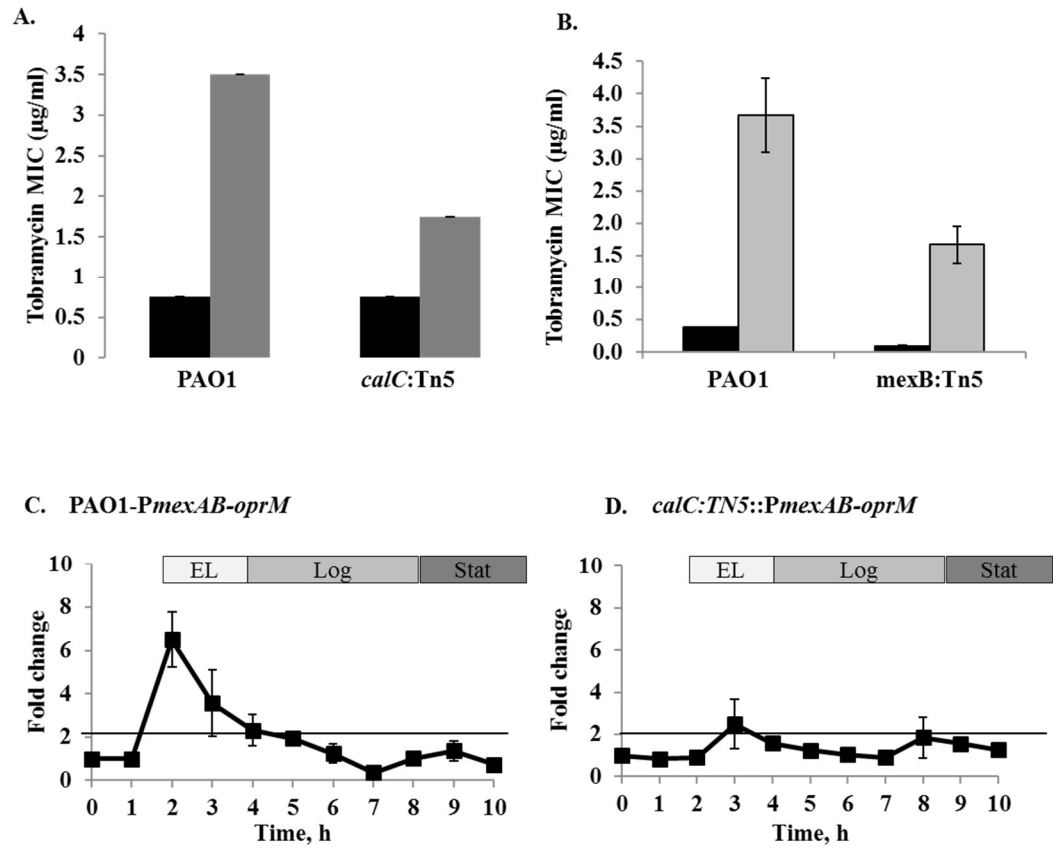 A.
Tobramycin MIC (µg/ml)
4
3.5
3
2.5
2
1.5
1
0.5
0
PAO1
calC:Tn5
B.
Tobramycin MIC (µg/ml)
4.5
4.0
3.5
3.0
2.5
2.0
1.5
1.0
0.5
0.0
PAO1
mexB:Tn5
C. PAO1-PmexAB-oprM
EL Log Stat
Fold change
10
8
6
4
2
0
0 1 2 3 4 5 6 7 8 9 10
Time, h
D. calC:TN5::PmexAB-oprM
EL Log Stat
Fold change
10
8
6
4
2
0
0 1 2 3 4 5 6 7 8 9 10
Time, h